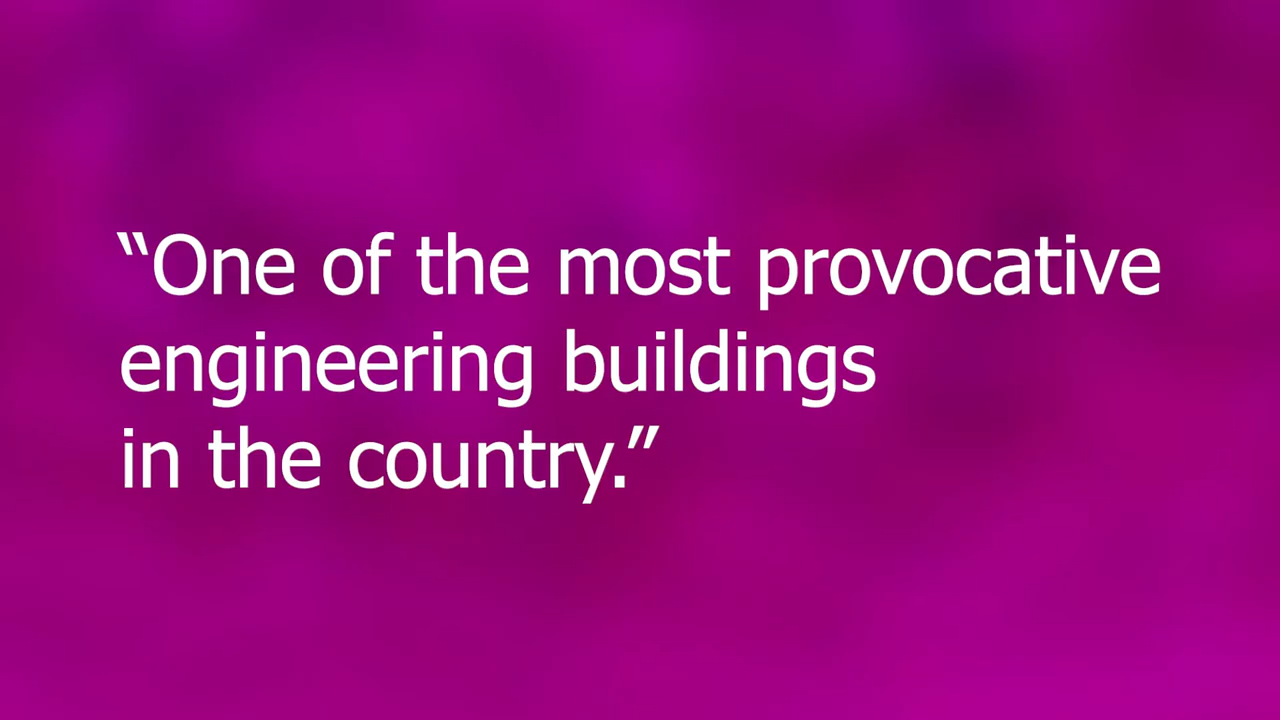 “One of the most provocative
engineering buildings
in the country.”